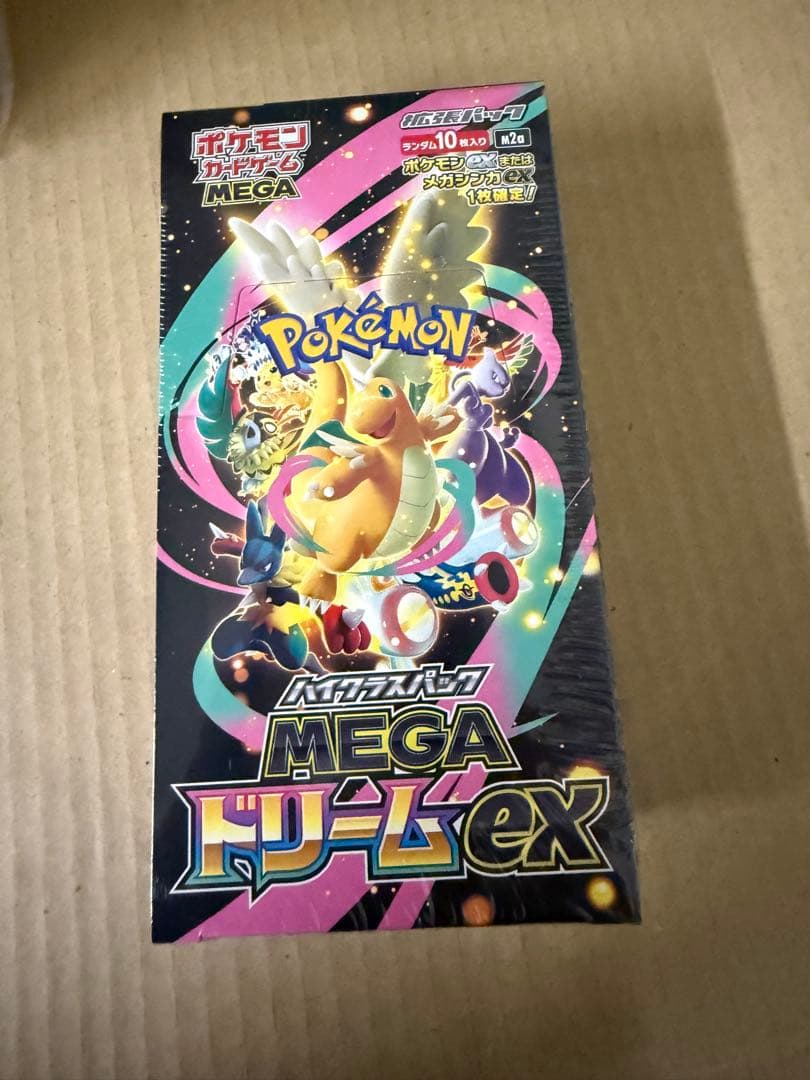 ポケモン
カードゲーム
MEGA
拡張パック
ランダム10枚入り M2a
ポケモンexまたは
メガシンカex
1枚確定!
POKéMON
ハイクラスパック
MEGA
ドリームex